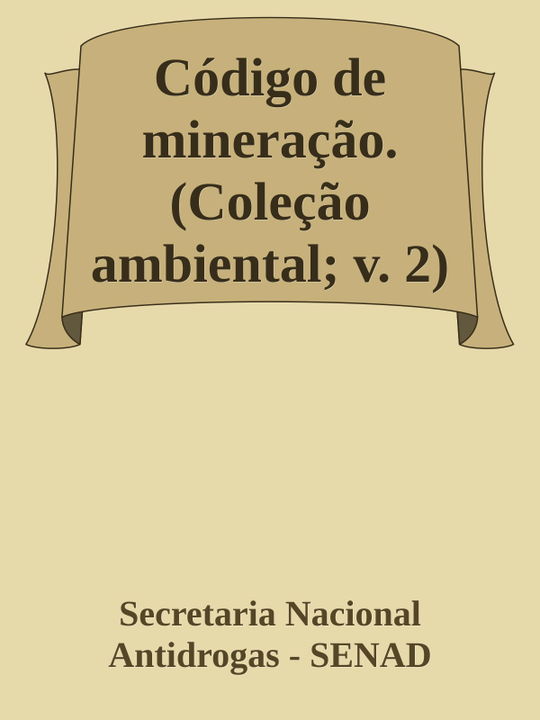 Código de
mineração.
(Coleção
ambiental; v. 2)
Secretaria Nacional
Antidrogas - SENAD